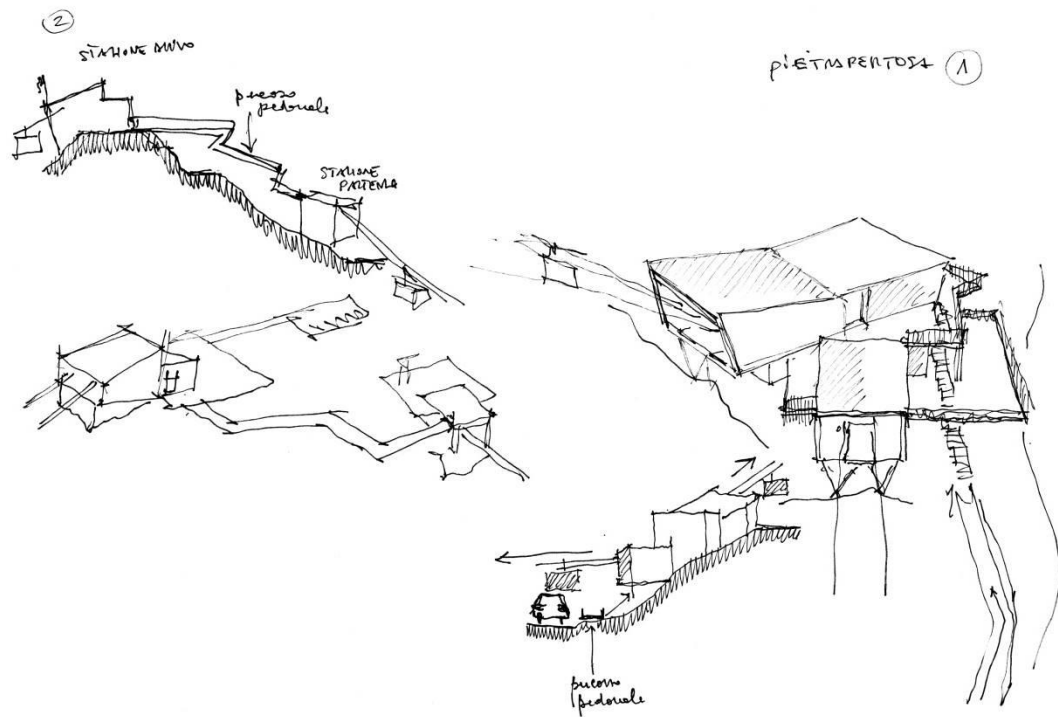 2
STAZIONE ARRIVO
percorso
pedonale
STAZIONE
PARTENZA
PIETRAPERTOSA 1
percorso
pedonale